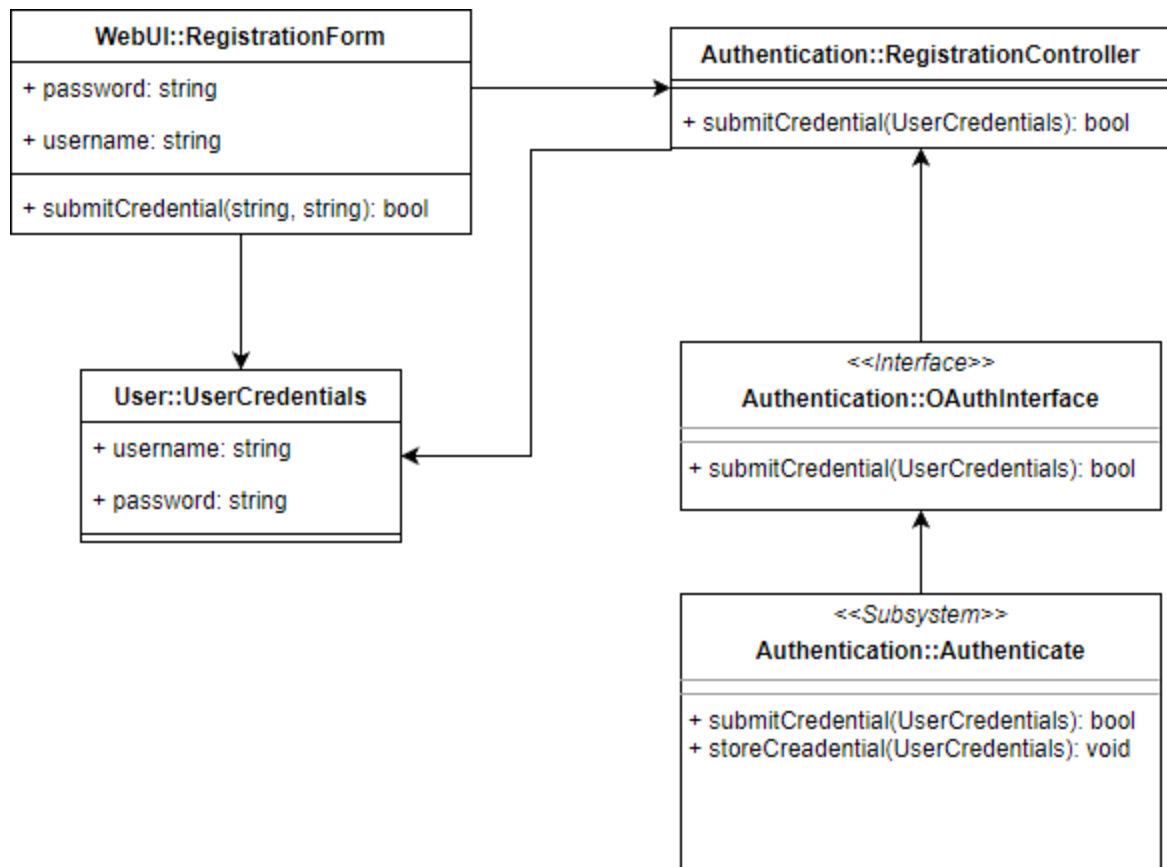 WebUI::RegistrationForm
+ password: string
+ username: string
+ submitCredential(string, string): bool
Authentication::RegistrationController
+ submitCredential(UserCredentials): bool
User::UserCredentials
+ username: string
+ password: string
<<Interface>>
Authentication::OAuthInterface
+ submitCredential(UserCredentials): bool
<<Subsystem>>
Authentication::Authenticate
+ submitCredential(UserCredentials): bool
+ storeCreadential(UserCredentials): void